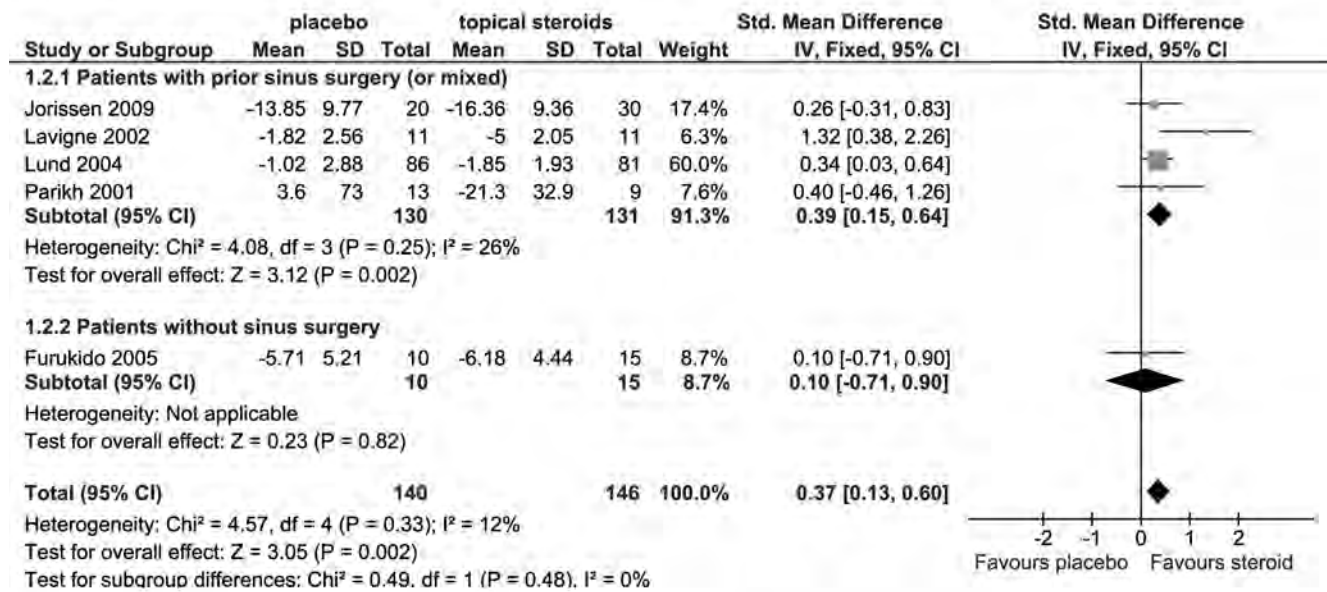 placebo topical steroids Std. Mean Difference Std. Mean Difference
Study or Subgroup Mean SD Total Mean SD Total Weight IV, Fixed, 95% CI IV, Fixed, 95% CI
1.2.1 Patients with prior sinus surgery (or mixed)
Jorissen 2009 -13.85 9.77 20 -16.36 9.36 30 17.4% 0.26 [-0.31, 0.83]
Lavigne 2002 -1.82 2.56 11 -5 2.05 11 6.3% 1.32 [0.38, 2.26]
Lund 2004 -1.02 2.88 86 -1.85 1.93 81 60.0% 0.34 [0.03, 0.64]
Parikh 2001 3.6 73 13 -21.3 32.9 9 7.6% 0.40 [-0.46, 1.26]
Subtotal (95% CI) 130 131 91.3% 0.39 [0.15, 0.64]
Heterogeneity: Chi² = 4.08, df = 3 (P = 0.25); I² = 26%
Test for overall effect: Z = 3.12 (P = 0.002)
1.2.2 Patients without sinus surgery
Furukido 2005 -5.71 5.21 10 -6.18 4.44 15 8.7% 0.10 [-0.71, 0.90]
Subtotal (95% CI) 10 15 8.7% 0.10 [-0.71, 0.90]
Heterogeneity: Not applicable
Test for overall effect: Z = 0.23 (P = 0.82)
Total (95% CI) 140 146 100.0% 0.37 [0.13, 0.60]
Heterogeneity: Chi² = 4.57, df = 4 (P = 0.33); I² = 12%
Test for overall effect: Z = 3.05 (P = 0.002)
Test for subgroup differences: Chi² = 0.49, df = 1 (P = 0.48), I² = 0%
-2 -1 0 1 2
Favours placebo Favours steroid